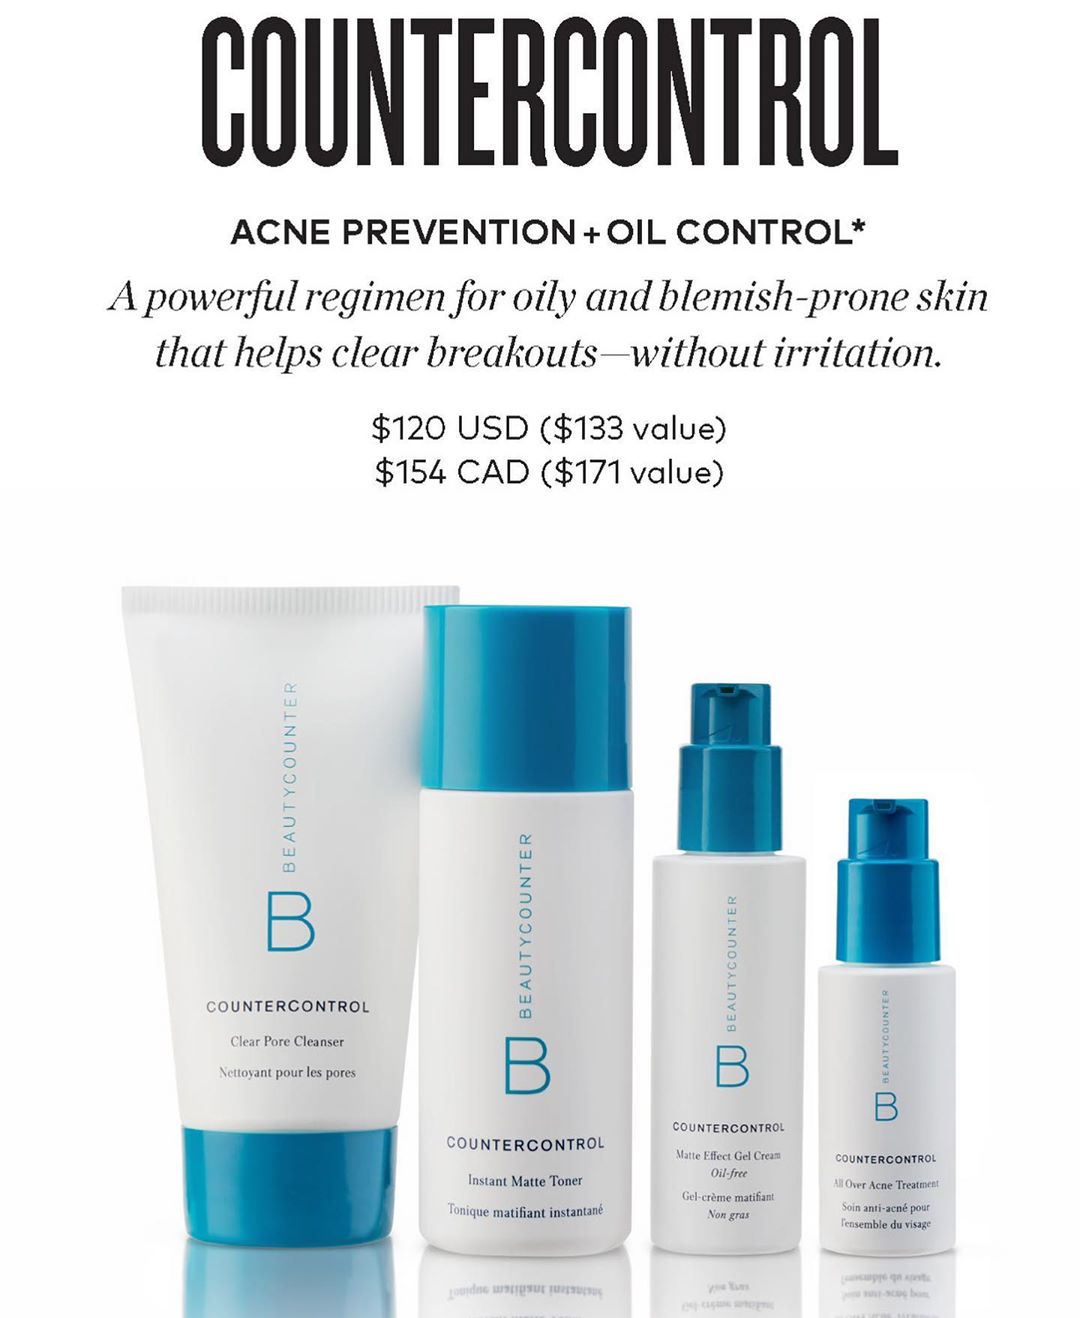 COUNTERCONTROL
ACNE PREVENTION + OIL CONTROL*
A powerful regimen for oily and blemish-prone skin
that helps clear breakouts—without irritation.
$120 USD ($133 value)
$154 CAD ($171 value)
BEAUTYCOUNTER
B
COUNTERCONTROL
Clear Pore Cleanser
Nettoyant pour les pores
BEAUTYCOUNTER
B
COUNTERCONTROL
Instant Matte Toner
Tonique matifiant instantané
BEAUTYCOUNTER
B
COUNTERCONTROL
Matte Effect Gel Cream
Oil-free
Gel-crème matifiant
Non gras
BEAUTYCOUNTER
B
COUNTERCONTROL
All Over Acne Treatment
Soin anti-acné pour
l'ensemble du visage